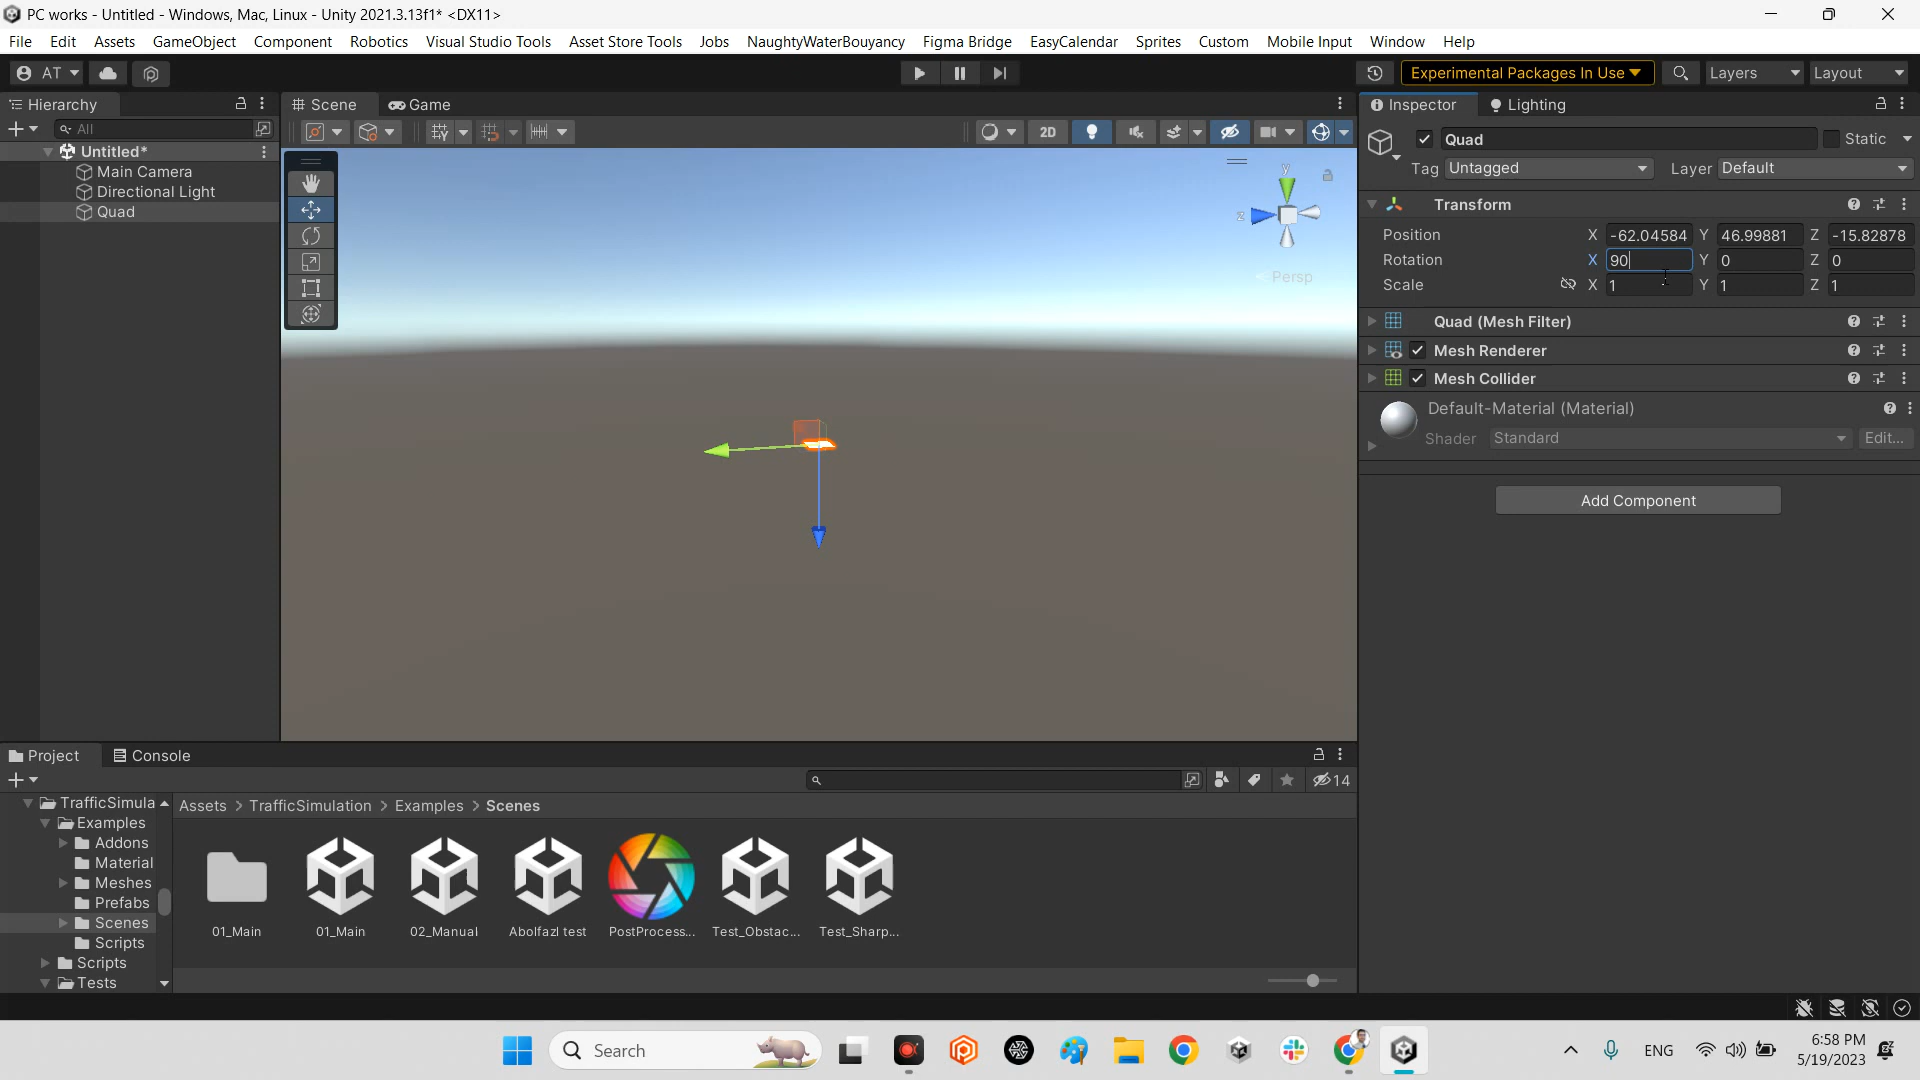 PC works - Untitled - Windows, Mac, Linux - Unity 2021.3.13f1* <DX11>
File Edit Assets GameObject Component Robotics Visual Studio Tools Asset Store Tools Jobs NaughtyWaterBouyancy Figma Bridge EasyCalendar Sprites Custom Mobile Input Window Help
AT Experimental Packages In Use Layers Layout
Hierarchy
All
Untitled*
Main Camera
Directional Light
Quad
Scene Game
2D
y
z
Persp
Inspector Lighting
Quad Static
Tag Untagged Layer Default
Transform
Position X -62.04584 Y 46.99881 Z -15.82878
Rotation X 90 Y 0 Z 0
Scale X 1 Y 1 Z 1
Quad (Mesh Filter)
Mesh Renderer
Mesh Collider
Default-Material (Material)
Shader Standard Edit...
Add Component
Project Console
14
TrafficSimula
Examples
Addons
Material
Meshes
Prefabs
Scenes
Scripts
Scripts
Tests
Assets > TrafficSimulation > Examples > Scenes
01_Main 01_Main 02_Manual Abolfazl test PostProcess... Test_Obstac... Test_Sharp...
Search
ENG
6:58 PM
5/19/2023